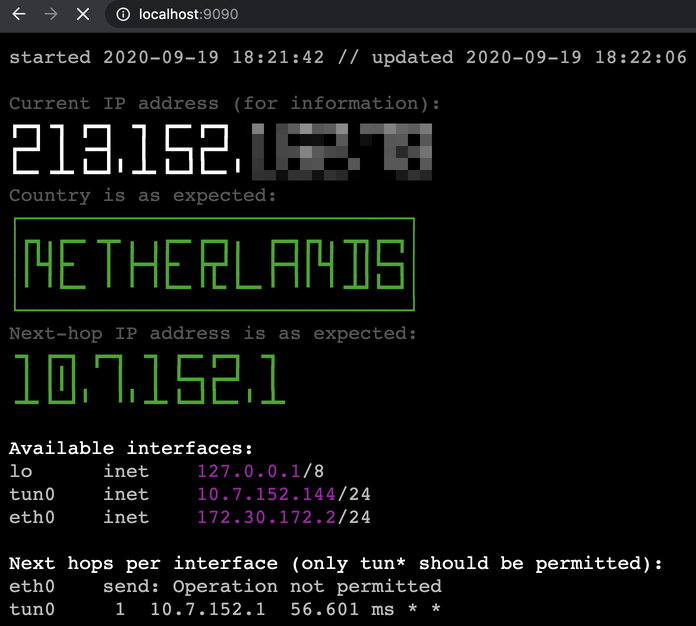 localhost:9090
started 2020-09-19 18:21:42 // updated 2020-09-19 18:22:06
Current IP address (for information):
213.152.
Country is as expected:
NETHERLANDS
Next-hop IP address is as expected:
10.7.152.1
Available interfaces:
lo inet 127.0.0.1/8
tun0 inet 10.7.152.144/24
eth0 inet 172.30.172.2/24
Next hops per interface (only tun* should be permitted):
eth0 send: Operation not permitted
tun0 1 10.7.152.1 56.601 ms * *